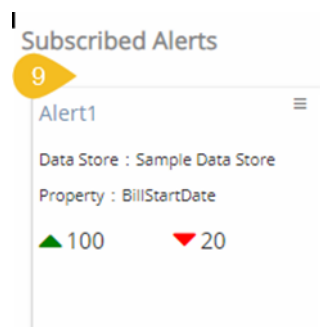 Subscribed Alerts
9
Alert1
Data Store : Sample Data Store
Property : BillStartDate
100 20